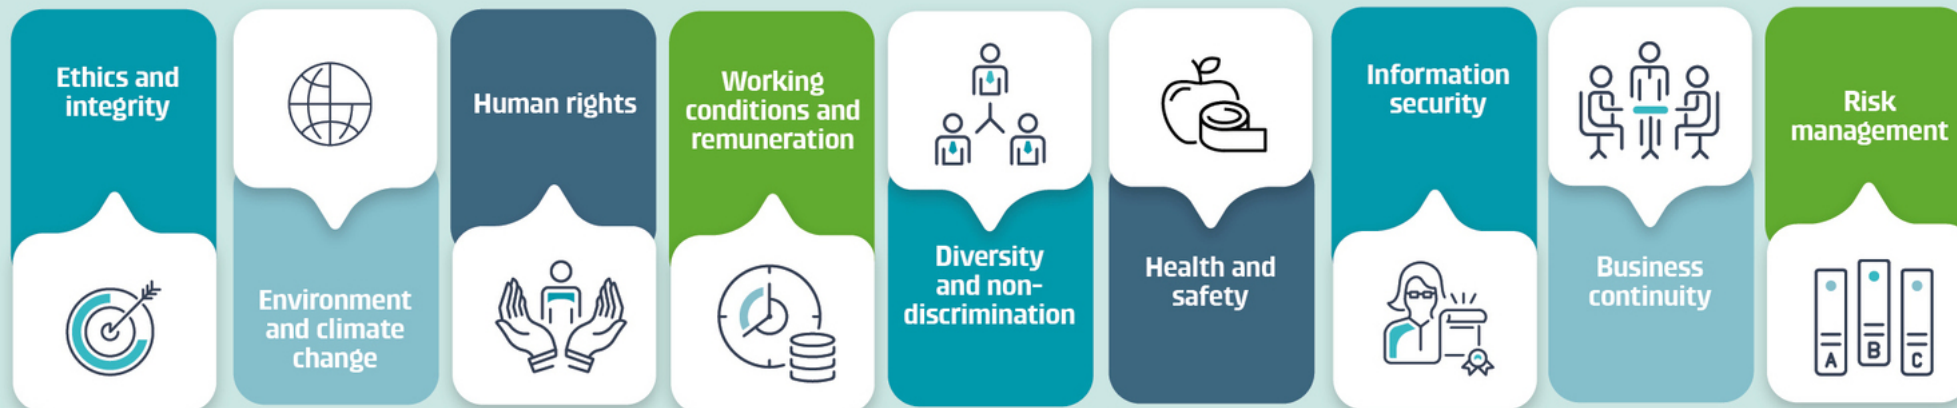 Ethics and
integrity
Environment
and climate
change
Human rights
Working
conditions and
remuneration
Diversity
and non-
discrimination
Health and
safety
Information
security
Business
continuity
Risk
management
A
B
C